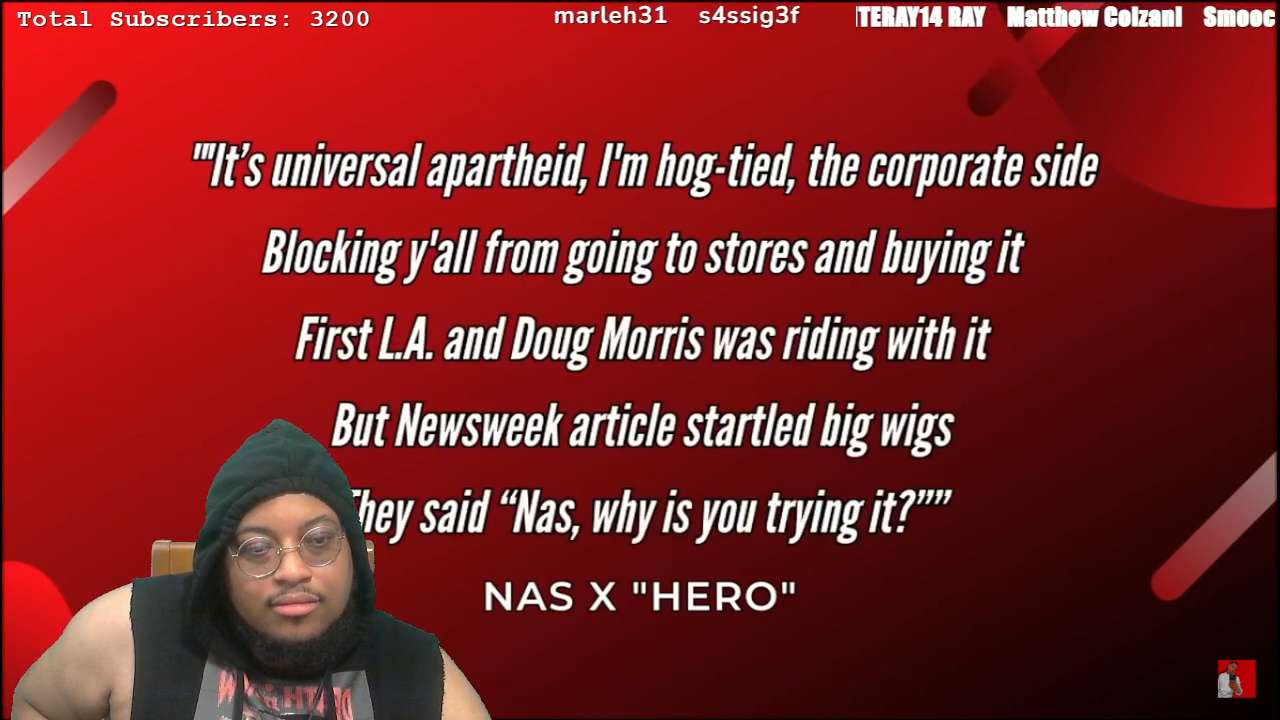 Total Subscribers: 3200
marleh31 s4ssig3f
TERAY14 RAY Matthew Colzani Smooc
"'It's universal apartheid, I'm hog-tied, the corporate side
Blocking y'all from going to stores and buying it
First L.A. and Doug Morris was riding with it
But Newsweek article startled big wigs
They said “Nas, why is you trying it?””
NAS X "HERO"